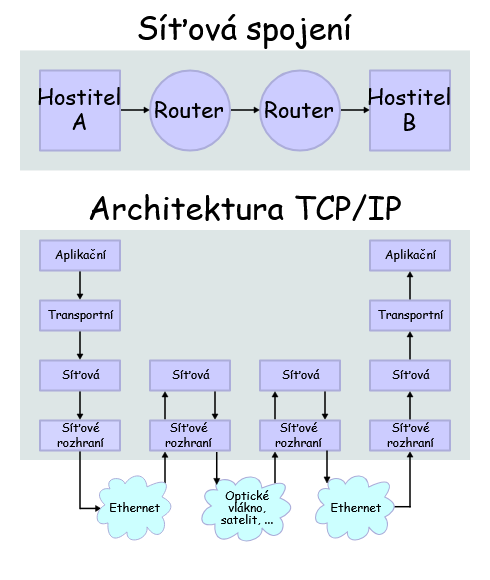 Síťová spojení
Hostitel
A
Router
Router
Hostitel
B
Architektura TCP/IP
Aplikační
Aplikační
Transportní
Transportní
Síťová
Síťová
Síťová
Síťová
Síťové
rozhraní
Síťové
rozhraní
Síťové
rozhraní
Síťové
rozhraní
Ethernet
Optické
vlákno,
satelit, ...
Ethernet